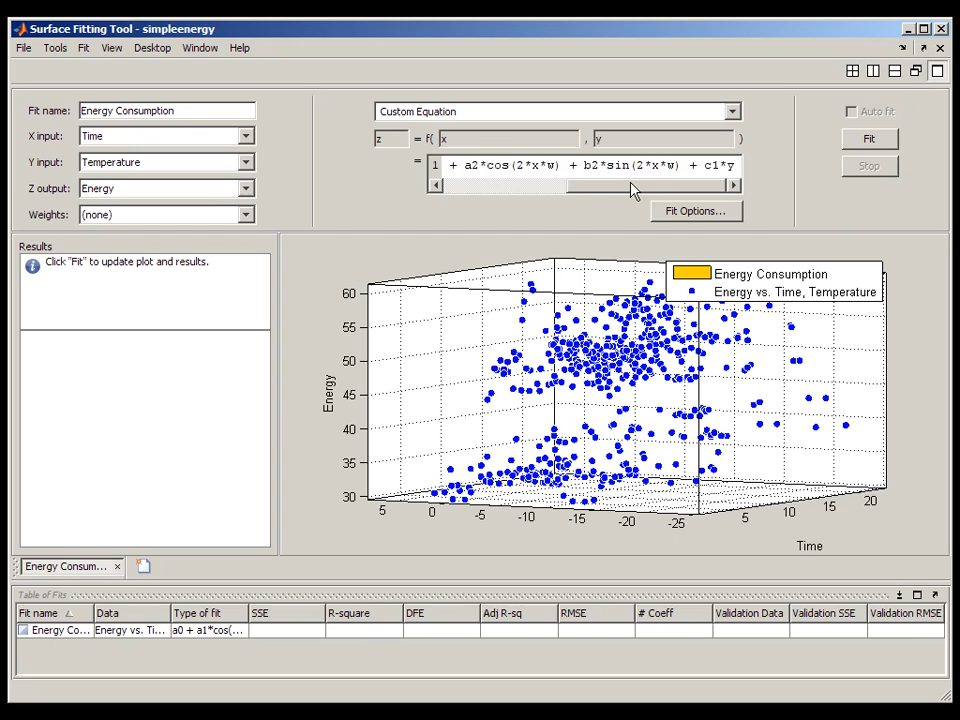 Surface Fitting Tool - simpleenergy
File Tools Fit View Desktop Window Help
Fit name: Energy Consumption
X input: Time
Y input: Temperature
Z output: Energy
Weights: (none)
Custom Equation
z = f( x , y )
= 1 + a2*cos(2*x*w) + b2*sin(2*x*w) + c1*y
Fit Options...
Auto fit
Fit
Stop
Results
Click "Fit" to update plot and results.
Energy Consumption
Energy vs. Time, Temperature
60
55
50
45
40
35
30
Energy
5 0 -5 -10 -15 -20 -25
5 10 15 20
Time
Energy Consum...
Table of Fits
Fit name Data Type of fit SSE R-square DFE Adj R-sq RMSE # Coeff Validation Data Validation SSE Validation RMSE
Energy Co... Energy vs. Ti... a0 + a1*cos(...